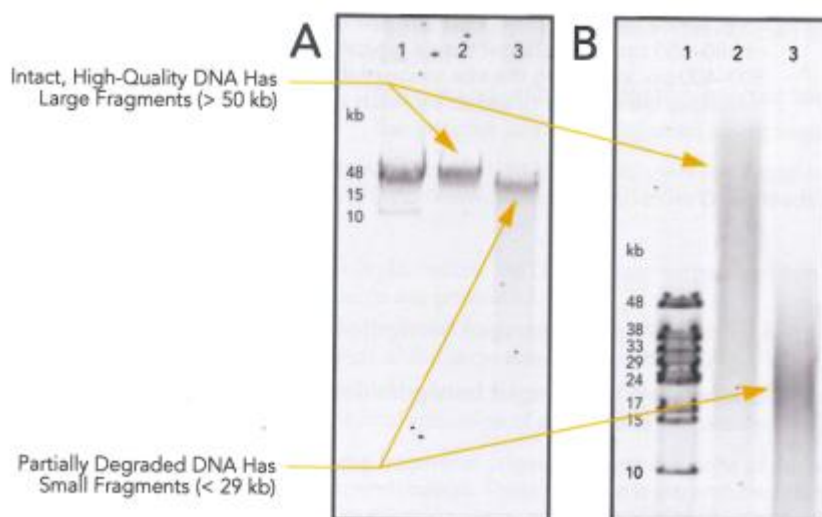 A
B
1 2 3
1 2 3
Intact, High-Quality DNA Has
Large Fragments (> 50 kb)
kb
48
15
10
kb
48
38
33
29
24
17
15
10
Partially Degraded DNA Has
Small Fragments (< 29 kb)